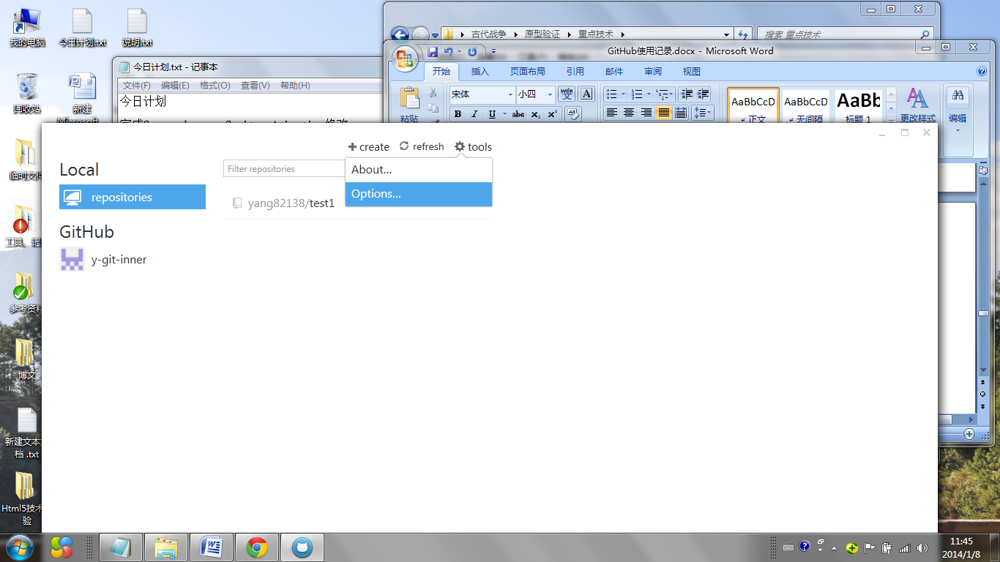 我的电脑
今日计划.txt
说明.txt
回收站
新建
Microsoft
临时文件
工具、记
参考资料
博文
新建文本文
档 .txt
Html5技术
验
今日计划.txt - 记事本
文件(F) 编辑(E) 格式(O) 查看(V) 帮助(H)
今日计划
古代战争 原型验证 重点技术
搜索 重点技术
GitHub使用记录.docx - Microsoft Word
开始 插入 页面布局 引用 邮件 审阅 视图
粘贴
宋体 小四 wén 文 A
B I U abc x₂ x² Aa
AaBbCcD AaBbCcD AaBb
正文 无间隔 标题 1
更改样式
编辑
create refresh tools
Local
Filter repositories
About...
Options...
repositories
yang82138/test1
GitHub
y-git-inner
11:45
2014/1/8